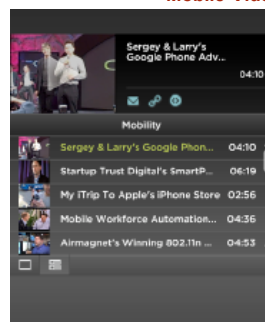 Mobile Vide
Sergey & Larry's
Google Phone Adv...
04:10
Mobility
Sergey & Larry's Google Phon... 04:10
Startup Trust Digital's SmartP... 06:19
My iTrip To Apple's iPhone Store 02:56
Mobile Workforce Automation... 04:36
Airmagnet's Winning 802.11n ... 04:53